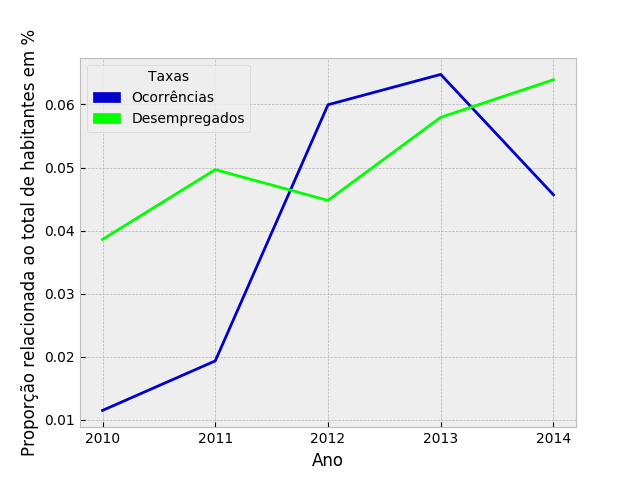 Proporção relacionada ao total de habitantes em %
Taxas
Ocorrências
Desempregados
0.06
0.05
0.04
0.03
0.02
0.01
2010 2011 2012 2013 2014
Ano